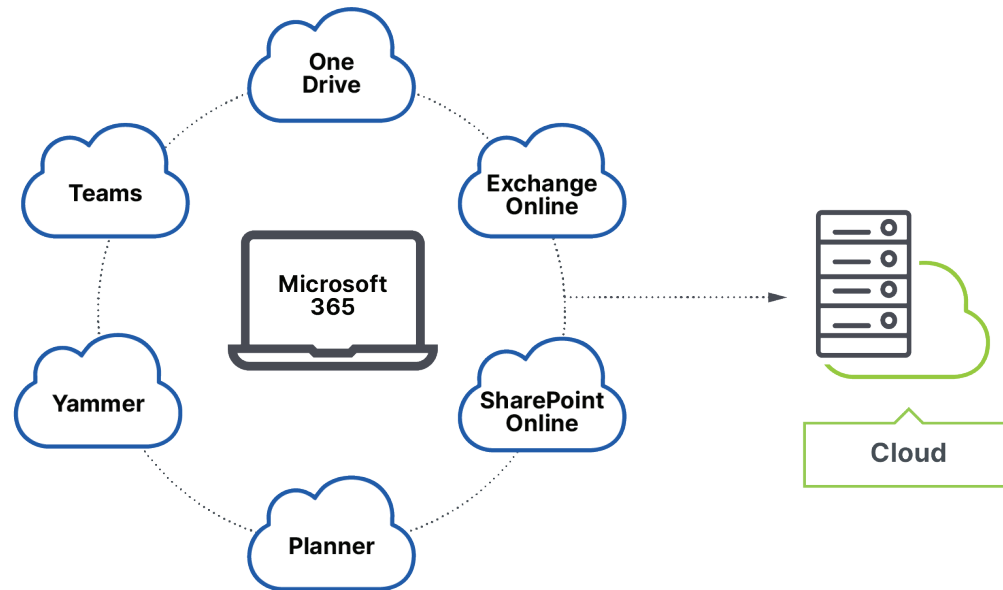 One
Drive
Teams
Exchange
Online
Microsoft
365
Yammer
SharePoint
Online
Cloud
Planner